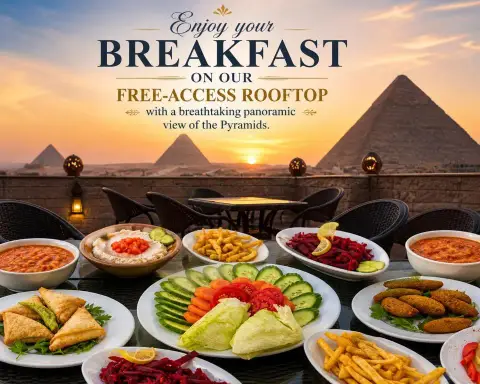 Enjoy your
BREAKFAST
ON OUR
FREE-ACCESS ROOFTOP
with a breathtaking panoramic
view of the Pyramids.